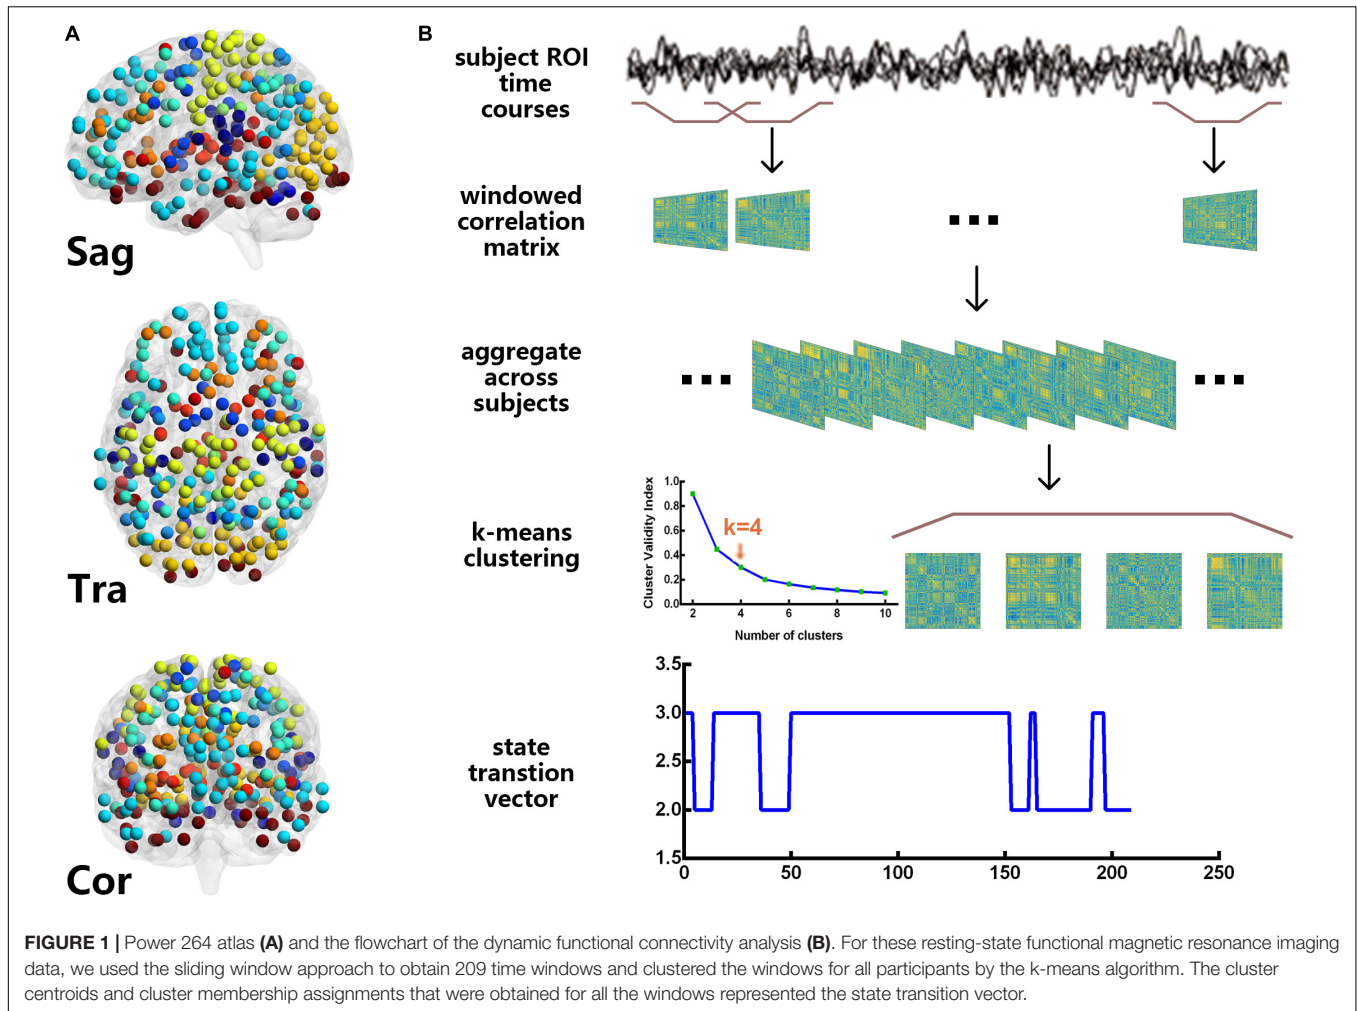 A
Sag
Tra
Cor
B
subject ROI
time
courses
windowed
correlation
matrix
aggregate
across
subjects
k-means
clustering
Cluster Validity Index
1.0
0.8
0.6
0.4
0.2
0.0
k=4
2 4 6 8 10
Number of clusters
state
transtion
vector
3.5
3.0
2.5
2.0
1.5
0 50 100 150 200 250
FIGURE 1 | Power 264 atlas (A) and the flowchart of the dynamic functional connectivity analysis (B). For these resting-state functional magnetic resonance imaging
data, we used the sliding window approach to obtain 209 time windows and clustered the windows for all participants by the k-means algorithm. The cluster
centroids and cluster membership assignments that were obtained for all the windows represented the state transition vector.